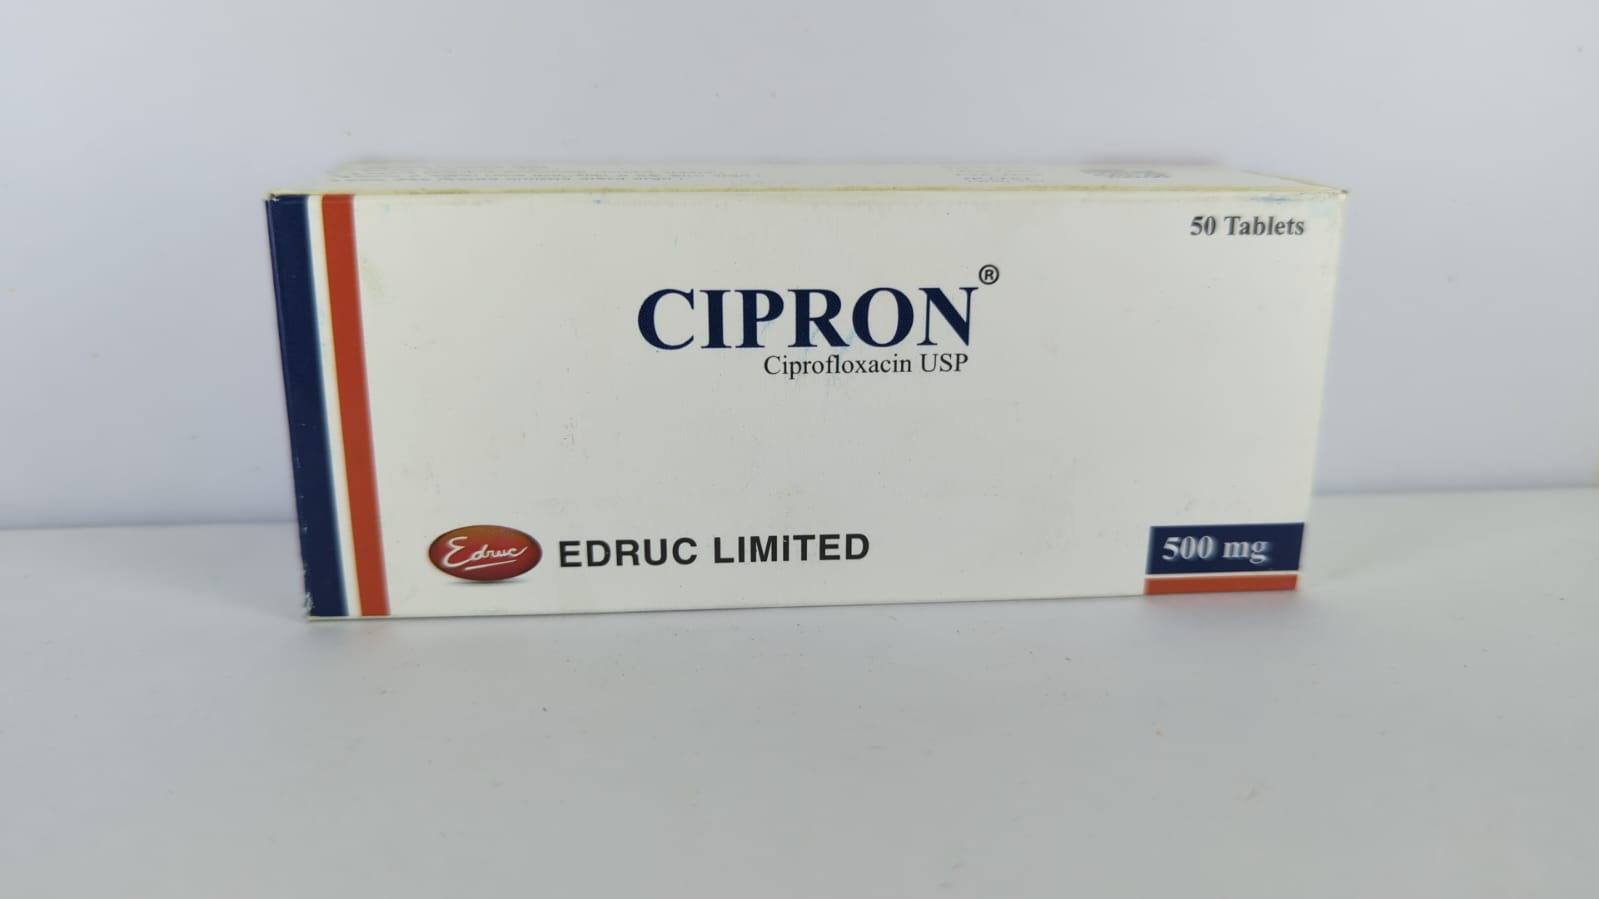 50 Tablets
CIPRON®
Ciprofloxacin USP
Edruc
EDRUC LIMITED
500 mg